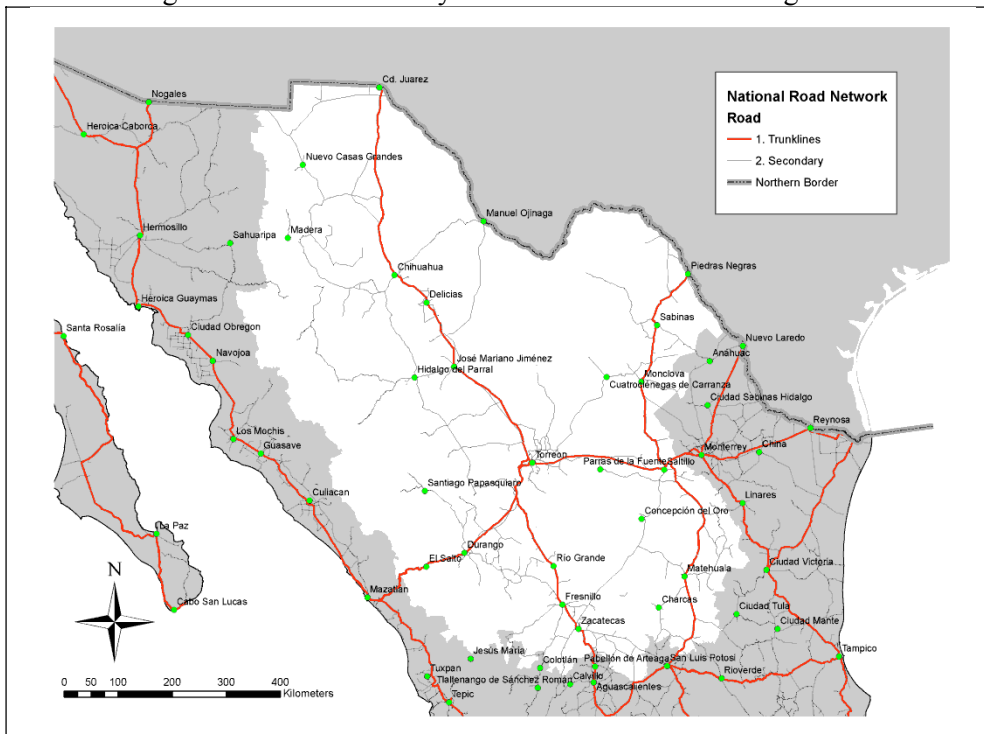 Cd. Juarez
Nogales
National Road Network
Road
1. Trunklines
2. Secondary
Northern Border
Heroica Caborca
Nuevo Casas Grandes
Manuel Ojinaga
Hermosillo
Sahuaripa
Madera
Piedras Negras
Chihuahua
Delicias
Heroica Guaymas
Sabinas
Santa Rosalía
Ciudad Obregon
Nuevo Laredo
Navojoa
José Mariano Jiménez
Anáhuac
Hidalgo del Parral
Monclova
Cuatrociénegas de Carranza
Ciudad Sabinas Hidalgo
Los Mochis
Reynosa
Guasave
Monterrey
China
Torreon
Parras de la Fuente
Saltillo
Santiago Papasquiaro
Culiacan
Linares
Concepción del Oro
La Paz
Durango
El Salto
Río Grande
Ciudad Victoria
Matehuala
N
Mazatlan
Fresnillo
Charcas
Cabo San Lucas
Ciudad Tula
Zacatecas
Ciudad Mante
Jesús María
Tampico
Colotlán
Pabellón de Arteaga
San Luis Potosi
Tuxpan
Rioverde
Tlaltenango de Sánchez Román
Calvillo
Aguascalientes
0 50 100 200 300 400
Kilometers
Tepic